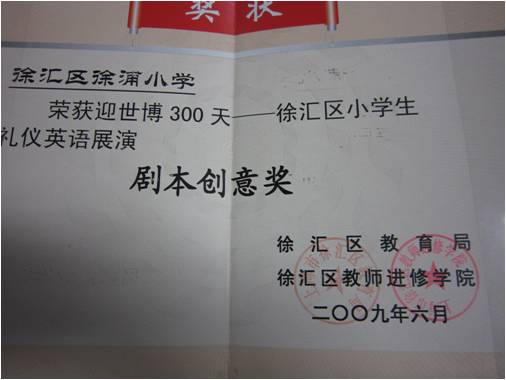 奖状
徐汇区徐浦小学
荣获迎世博300天——徐汇区小学生
礼仪英语展演
剧本创意奖
徐汇区教育局
徐汇区教师进修学院
二〇〇九年六月